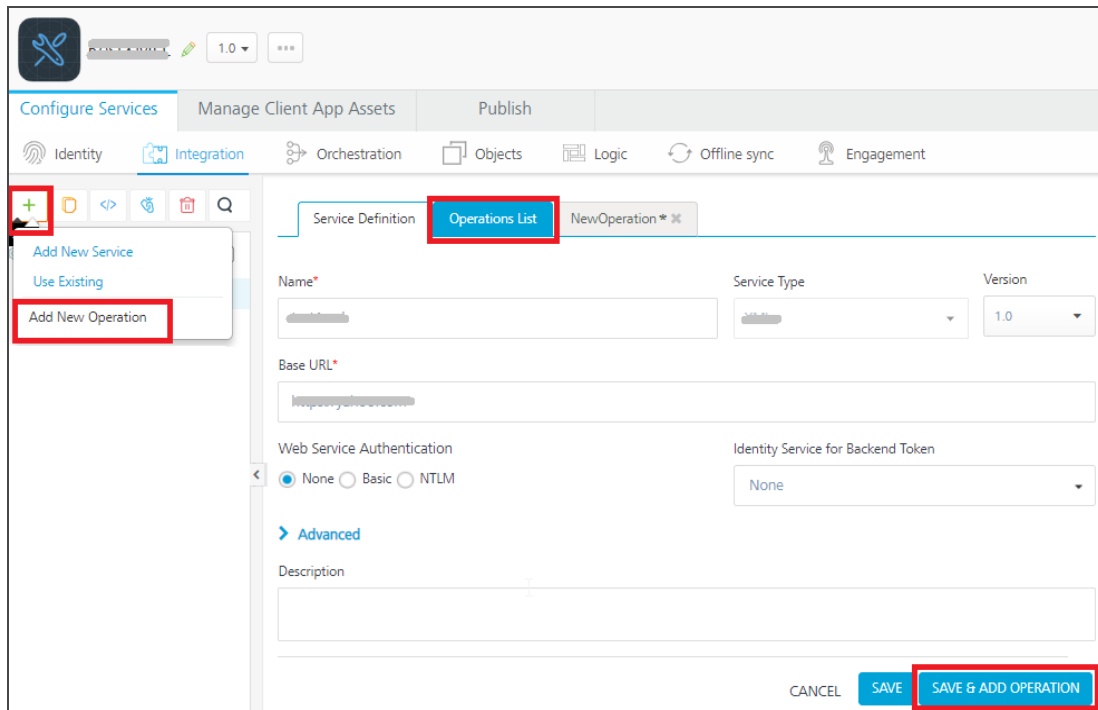 1.0
Configure Services Manage Client App Assets Publish
Identity Integration Orchestration Objects Logic Offline sync Engagement
Add New Service
Use Existing
Add New Operation
Service Definition Operations List NewOperation *
Name* Service Type Version
1.0
Base URL*
Web Service Authentication Identity Service for Backend Token
None Basic NTLM None
Advanced
Description
CANCEL SAVE SAVE & ADD OPERATION